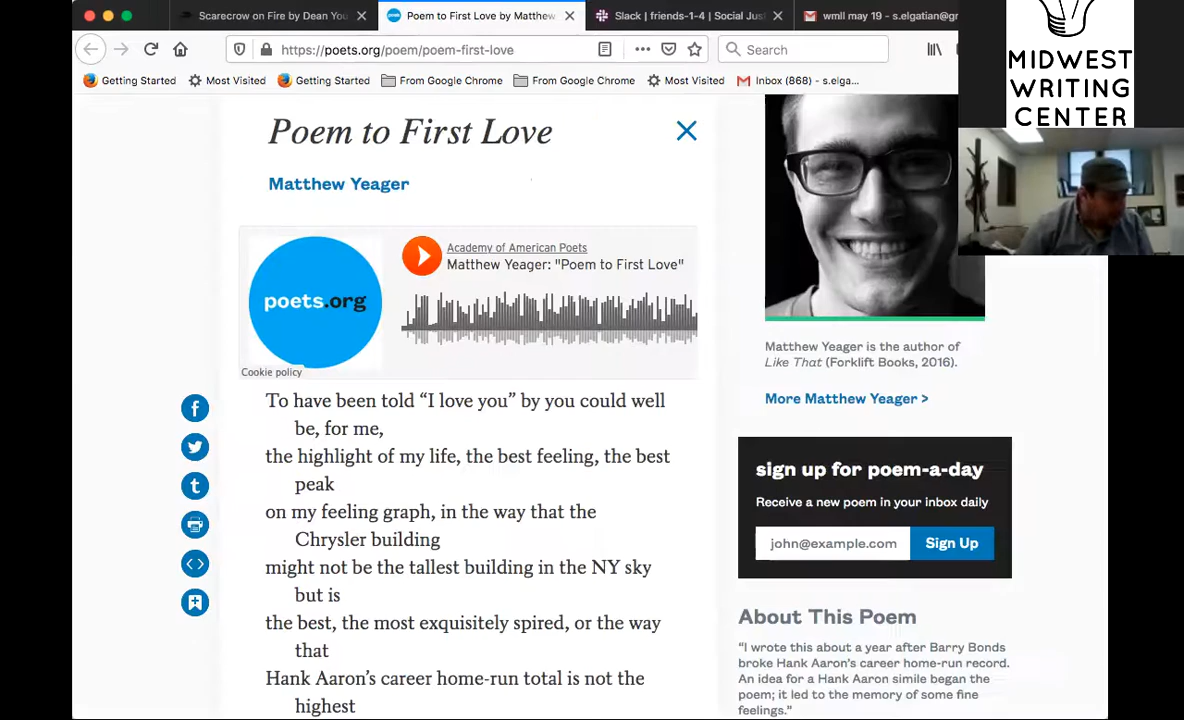 Scarecrow on Fire by Dean You
Poem to First Love by Matthew
Slack | friends-1-4 | Social Jus
wmll may 19 - s.elgatian@gr
https://poets.org/poem/poem-first-love
Search
Getting Started
Most Visited
Getting Started
From Google Chrome
From Google Chrome
Most Visited
Inbox (868) - s.elga...
MIDWEST
WRITING
CENTER
Poem to First Love
Matthew Yeager
poets.org
Academy of American Poets
Matthew Yeager: "Poem to First Love"
Cookie policy
To have been told “I love you” by you could well
be, for me,
the highlight of my life, the best feeling, the best
peak
on my feeling graph, in the way that the
Chrysler building
might not be the tallest building in the NY sky
but is
the best, the most exquisitely spired, or the way
that
Hank Aaron’s career home-run total is not the
highest
Matthew Yeager is the author of
Like That (Forklift Books, 2016).
More Matthew Yeager >
sign up for poem-a-day
Receive a new poem in your inbox daily
john@example.com
Sign Up
About This Poem
“I wrote this about a year after Barry Bonds
broke Hank Aaron’s career home-run record.
An idea for a Hank Aaron simile began the
poem; it led to the memory of some fine
feelings.”